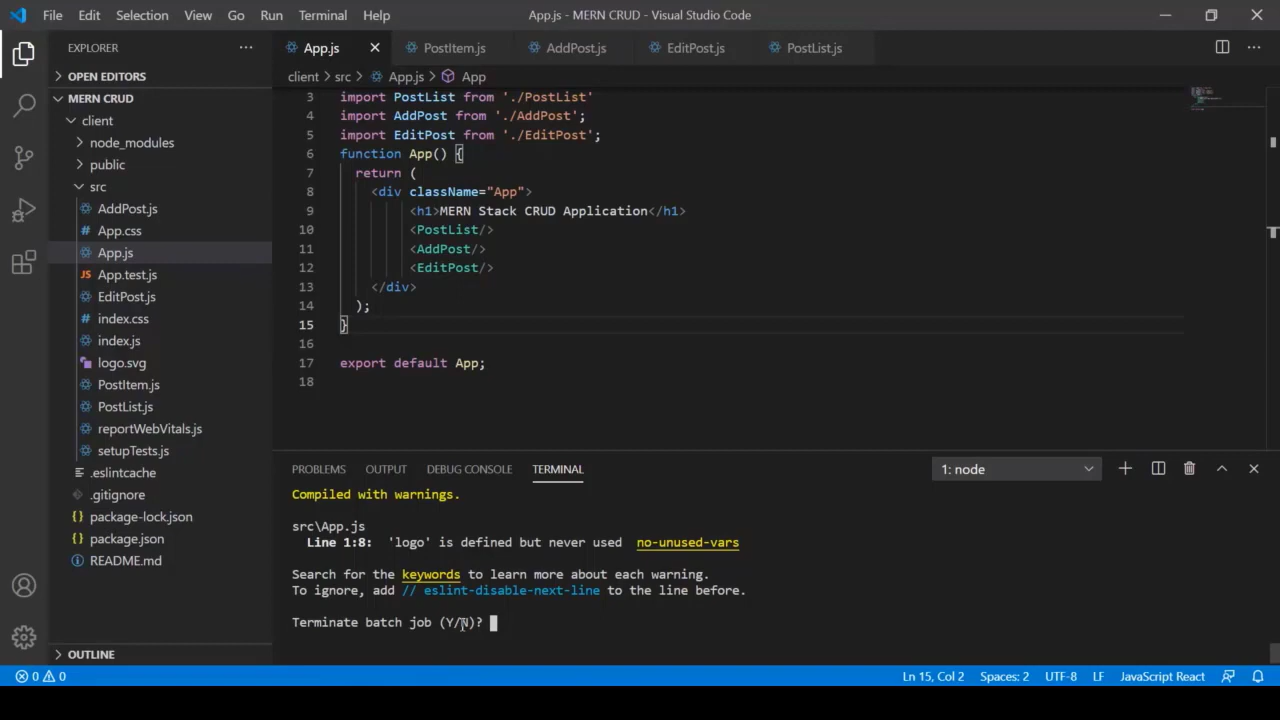 File Edit Selection View Go Run Terminal Help
App.js - MERN CRUD - Visual Studio Code
EXPLORER
App.js PostItem.js AddPost.js EditPost.js PostList.js
OPEN EDITORS
MERN CRUD
client
node_modules
public
src
AddPost.js
App.css
App.js
App.test.js
EditPost.js
index.css
index.js
logo.svg
PostItem.js
PostList.js
reportWebVitals.js
setupTests.js
.eslintcache
.gitignore
package-lock.json
package.json
README.md
OUTLINE
client > src > App.js > App
3 import PostList from './PostList'
4 import AddPost from './AddPost';
5 import EditPost from './EditPost';
6 function App() {
7 return (
8 <div className="App">
9 <h1>MERN Stack CRUD Application</h1>
10 <PostList/>
11 <AddPost/>
12 <EditPost/>
13 </div>
14 );
15 }
16
17 export default App;
18
PROBLEMS OUTPUT DEBUG CONSOLE TERMINAL
1: node
Compiled with warnings.
src\App.js
Line 1:8: 'logo' is defined but never used no-unused-vars
Search for the keywords to learn more about each warning.
To ignore, add // eslint-disable-next-line to the line before.
Terminate batch job (Y/N)?
0 0
Ln 15, Col 2 Spaces: 2 UTF-8 LF JavaScript React